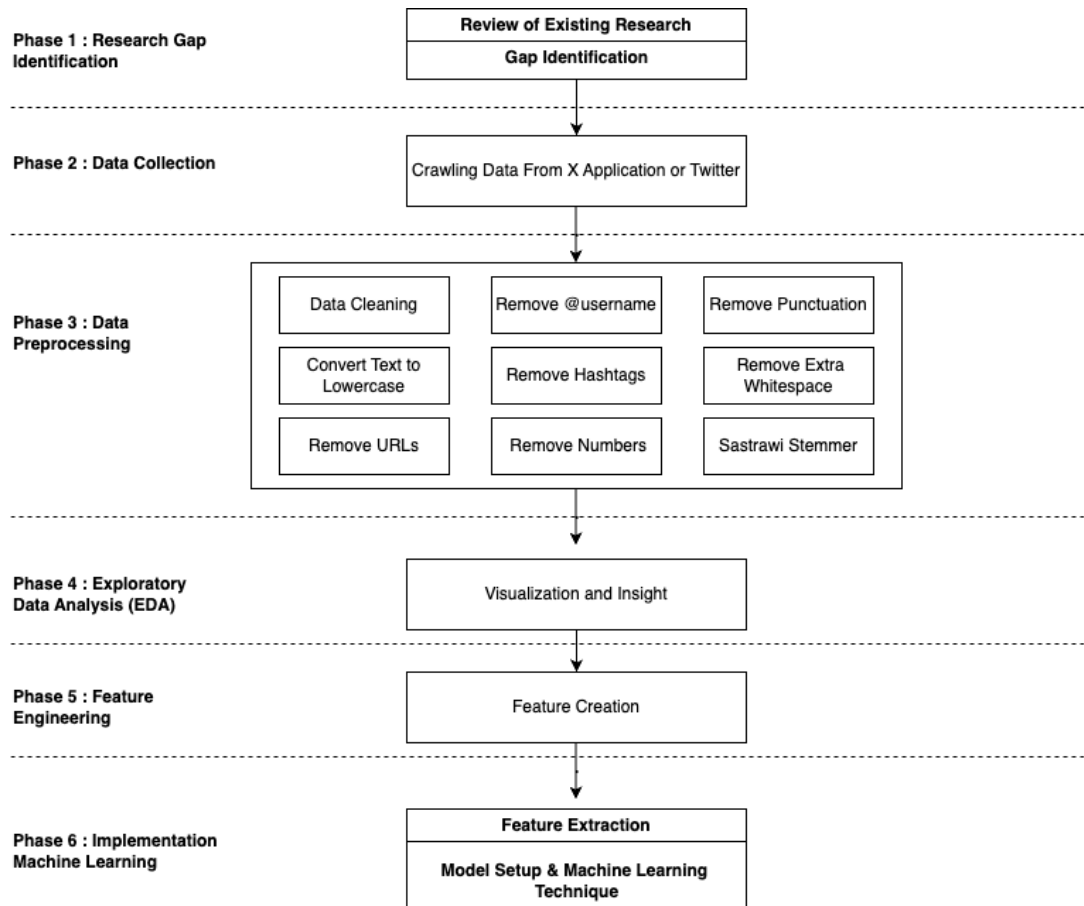 Phase 1 : Research Gap
Identification
Review of Existing Research
Gap Identification
Phase 2 : Data Collection
Crawling Data From X Application or Twitter
Phase 3 : Data
Preprocessing
Data Cleaning
Remove @username
Remove Punctuation
Convert Text to
Lowercase
Remove Hashtags
Remove Extra
Whitespace
Remove URLs
Remove Numbers
Sastrawi Stemmer
Phase 4 : Exploratory
Data Analysis (EDA)
Visualization and Insight
Phase 5 : Feature
Engineering
Feature Creation
Phase 6 : Implementation
Machine Learning
Feature Extraction
Model Setup & Machine Learning
Technique